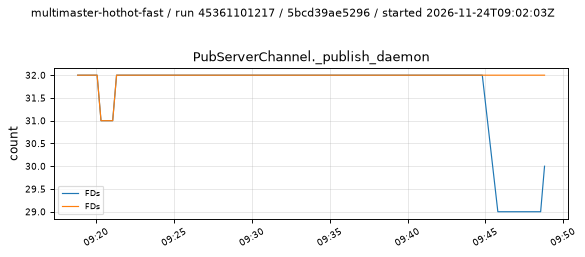 multimaster-hothot-fast / run 45361101217 / 5bcd39ae5296 / started 2026-11-24T09:02:03Z
PubServerChannel._publish_daemon
count
32.0
31.5
31.0
30.5
30.0
29.5
29.0
FDs
FDs
09:20
09:25
09:30
09:35
09:40
09:45
09:50